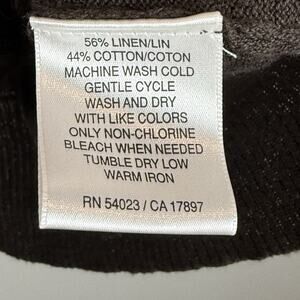 56% LINEN/LIN
44% COTTON/COTON
MACHINE WASH COLD
GENTLE CYCLE
WASH AND DRY
WITH LIKE COLORS
ONLY NON-CHLORINE
BLEACH WHEN NEEDED
TUMBLE DRY LOW
WARM IRON
RN 54023 / CA 17897